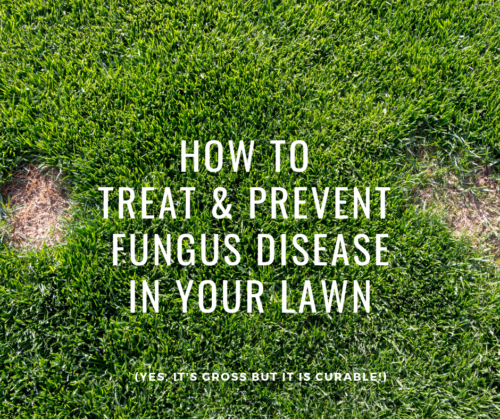 HOW TO
TREAT & PREVENT
FUNGUS DISEASE
IN YOUR LAWN
(YES, IT'S GROSS BUT IT IS CURABLE!)